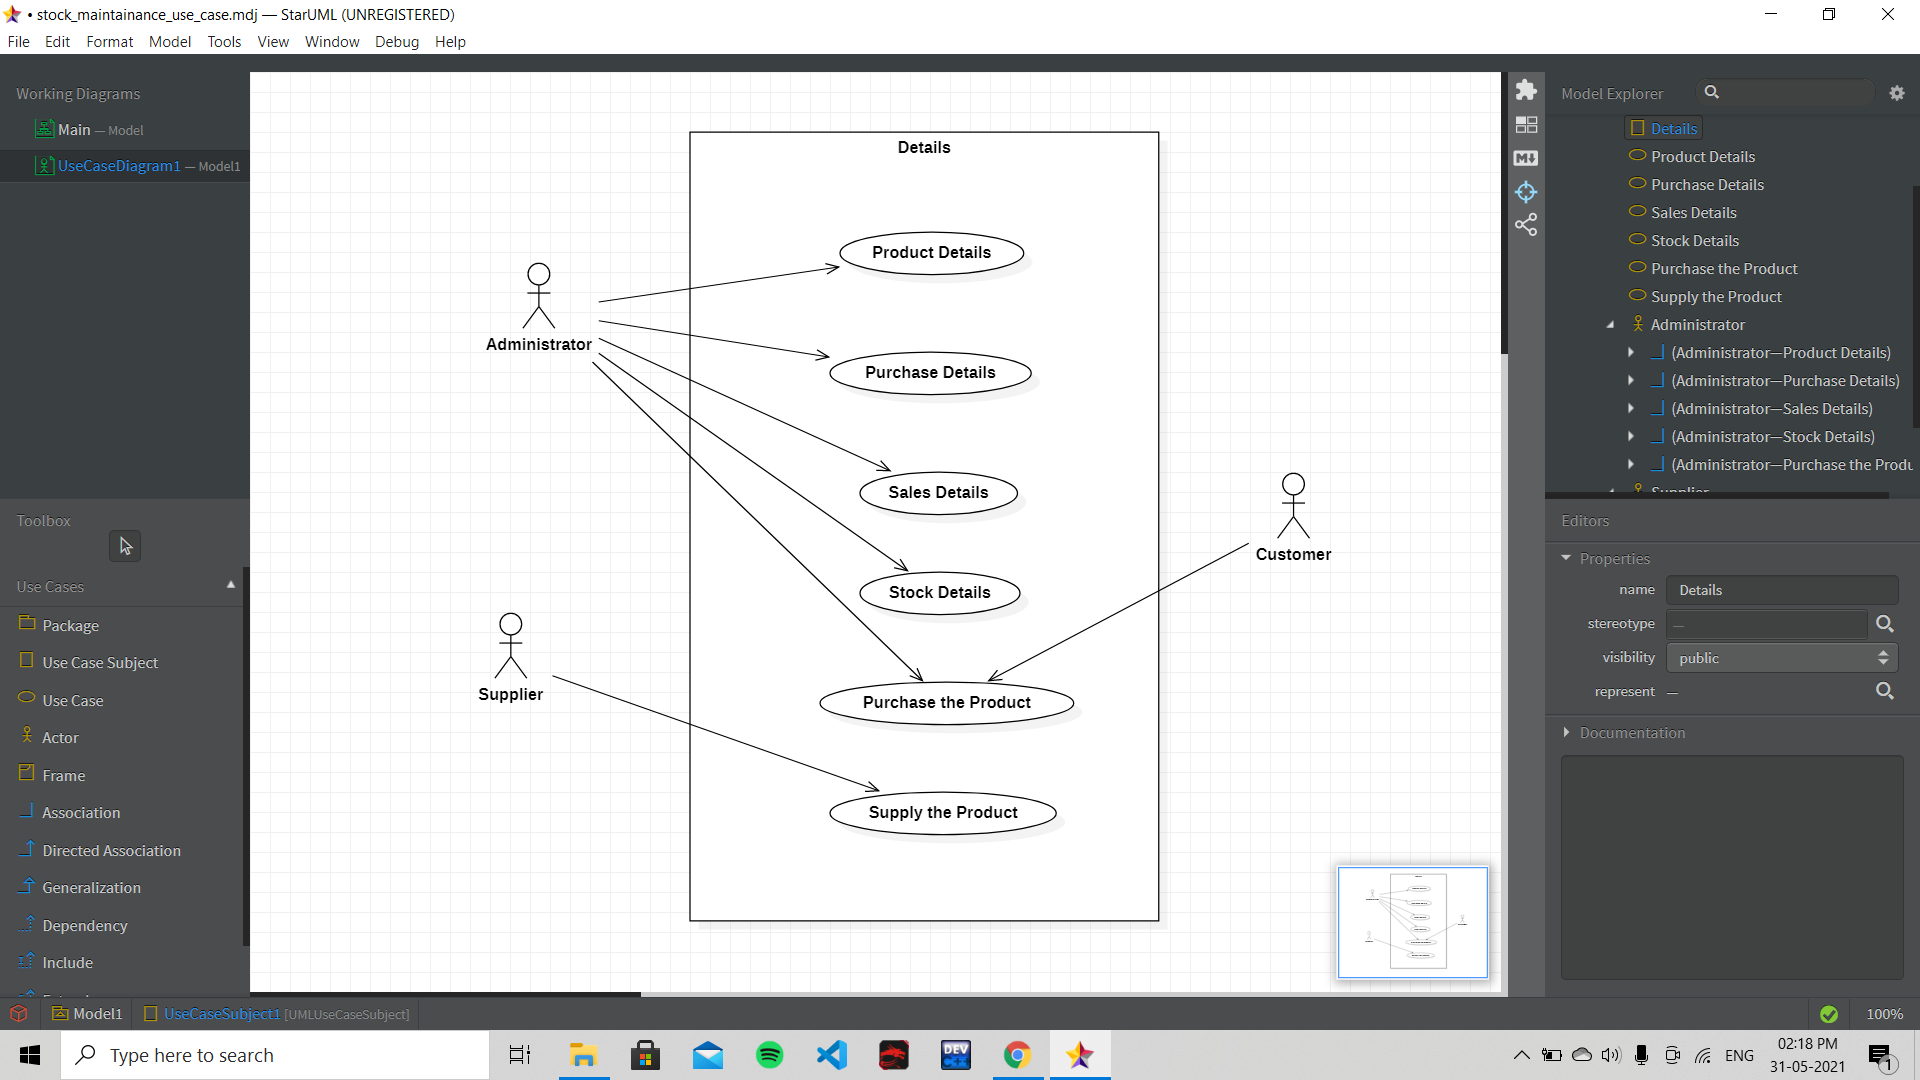 • stock_maintainance_use_case.mdj — StarUML (UNREGISTERED)
File Edit Format Model Tools View Window Debug Help
Working Diagrams
Main — Model
UseCaseDiagram1 — Model1
Toolbox
Use Cases
Package
Use Case Subject
Use Case
Actor
Frame
Association
Directed Association
Generalization
Dependency
Include
Details
Product Details
Administrator
Purchase Details
Sales Details
Customer
Stock Details
Supplier
Purchase the Product
Supply the Product
Model Explorer
Details
Product Details
Purchase Details
Sales Details
Stock Details
Purchase the Product
Supply the Product
Administrator
(Administrator—Product Details)
(Administrator—Purchase Details)
(Administrator—Sales Details)
(Administrator—Stock Details)
(Administrator—Purchase the Produ
Supplier
Editors
Properties
name Details
stereotype —
visibility public
represent —
Documentation
Model1 UseCaseSubject1 [UMLUseCaseSubject]
100%
Type here to search
DEV C++
ENG
02:18 PM
31-05-2021
1